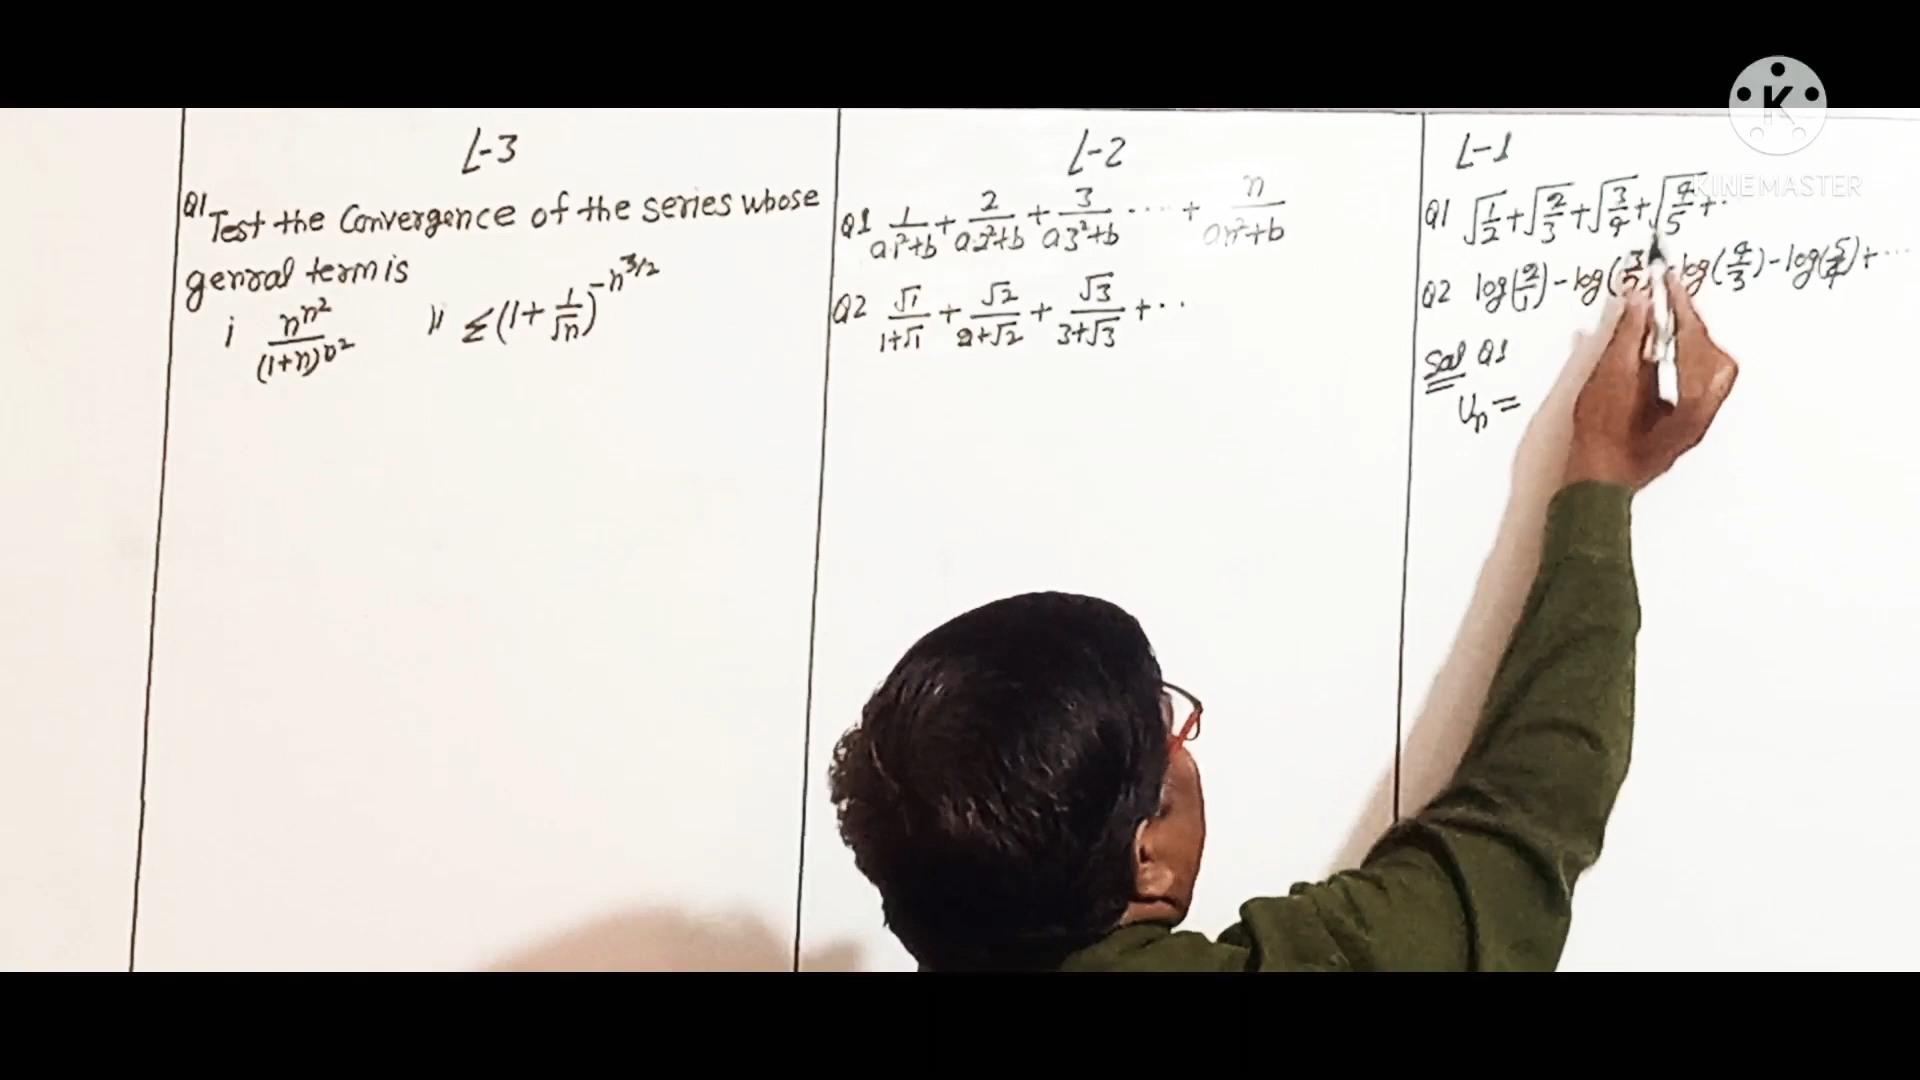 L-3
Q1 Test the Convergence of the series whose
genral term is
i n^{n^2}/(1+n)^{n^2} ii ≤(1+1/√n)^{-n^{3/2}}
L-2
Q1 1/(a1²+b) + 2/(a2²+b) + 3/(a3²+b) .... + n/(an²+b)
Q2 √1/(1+√1) + √2/(2+√2) + √3/(3+√3) + ..
L-1
Q1 √(1/2) + √(2/3) + √(3/4) + √(4/5) + ..
Q2 log(2/1) - log(3/ log(4/3) - log(5/4) + ...
Sol Q1
Un =
K
KINEMASTER